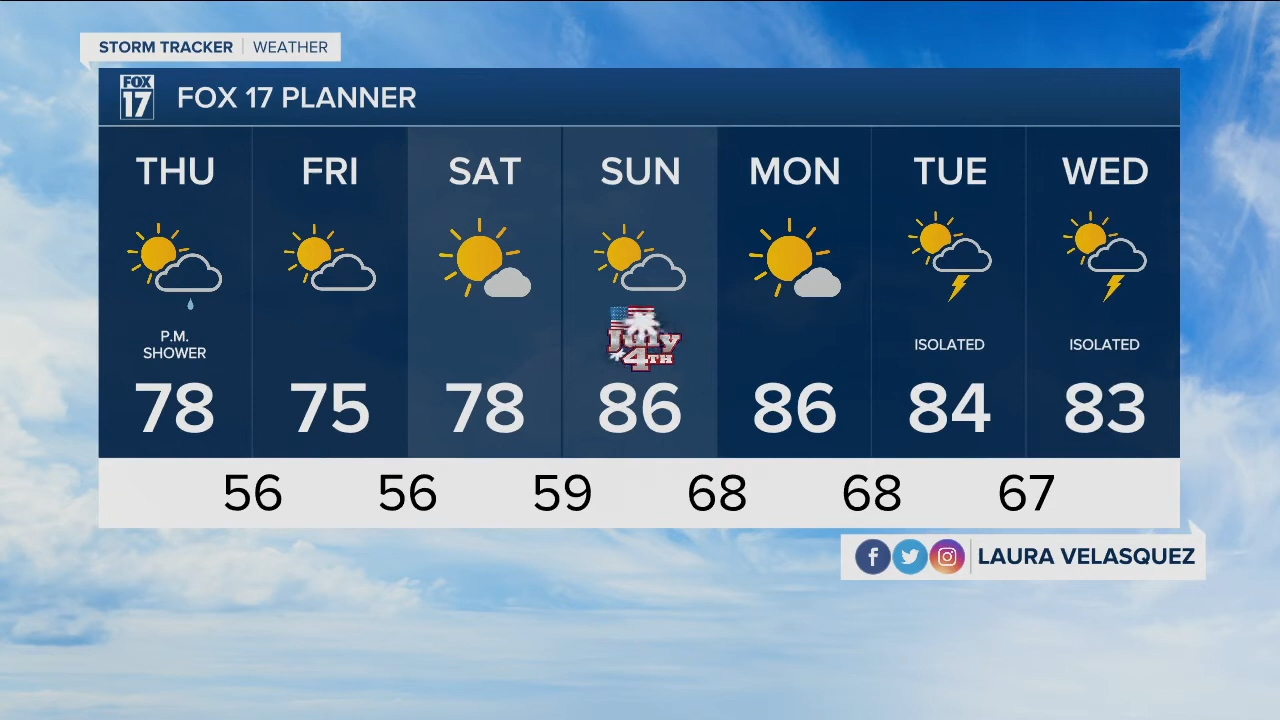 STORM TRACKER WEATHER
FOX
17
FOX 17 PLANNER
THU FRI SAT SUN MON TUE WED
P.M.
SHOWER
July
4TH
ISOLATED ISOLATED
78 75 78 86 86 84 83
56 56 59 68 68 67
LAURA VELASQUEZ